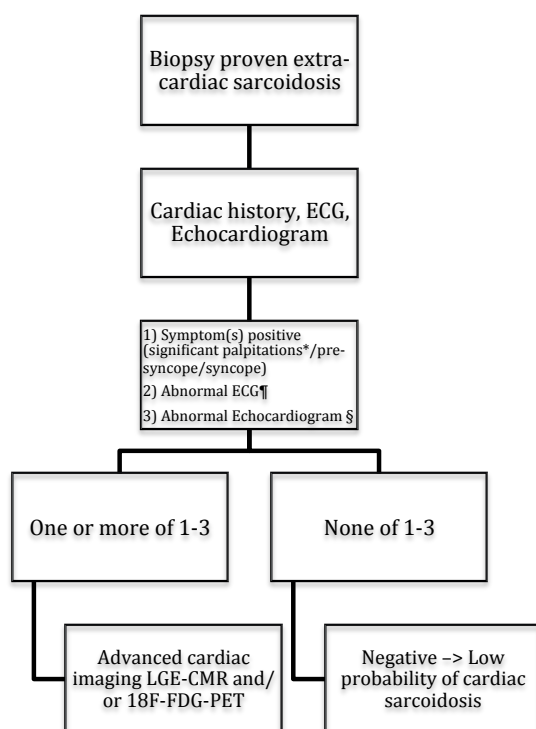 Biopsy proven extra-
cardiac sarcoidosis
Cardiac history, ECG,
Echocardiogram
1) Symptom(s) positive
(significant palpitations*/pre-
syncope/syncope)
2) Abnormal ECG¶
3) Abnormal Echocardiogram §
One or more of 1-3
None of 1-3
Advanced cardiac
imaging LGE-CMR and/
or 18F-FDG-PET
Negative –> Low
probability of cardiac
sarcoidosis